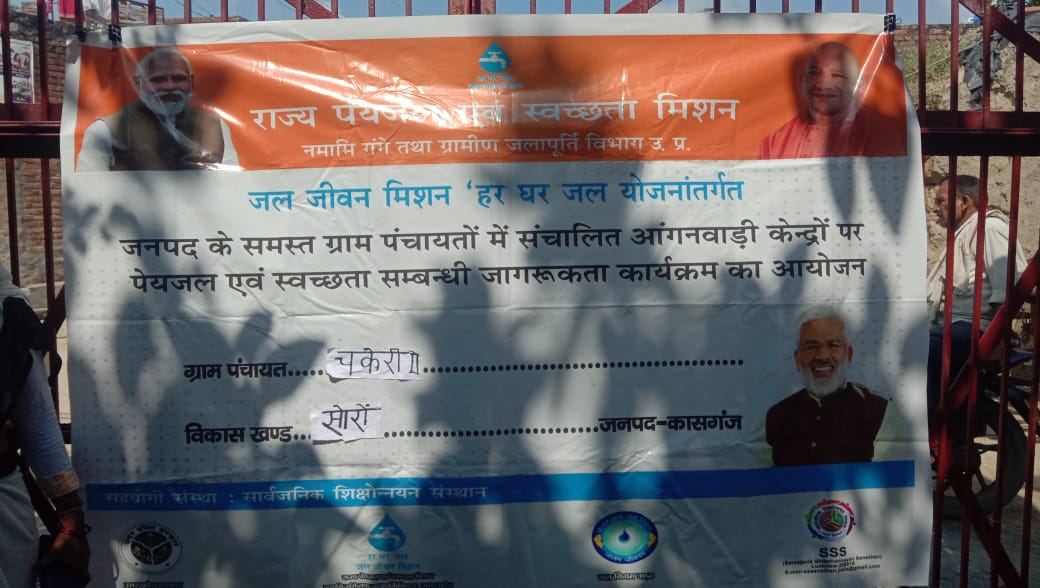 राज्य पेयजल एवं स्वच्छता मिशन
नमामि गंगे तथा ग्रामीण जलापूर्ति विभाग उ. प्र.
जल जीवन मिशन ‘हर घर जल योजनांतर्गत
जनपद के समस्त ग्राम पंचायतों में संचालित आंगनवाड़ी केन्द्रों पर
पेयजल एवं स्वच्छता सम्बन्धी जागरूकता कार्यक्रम का आयोजन
ग्राम पंचायत..... चकेरी II
विकास खण्ड... सोरों ...जनपद-कासगंज
सहयोगी संस्था : सार्वजनिक शिक्षोन्नयन संस्थान
हर घर जल
जल जीवन मिशन
SSS
Lucknow